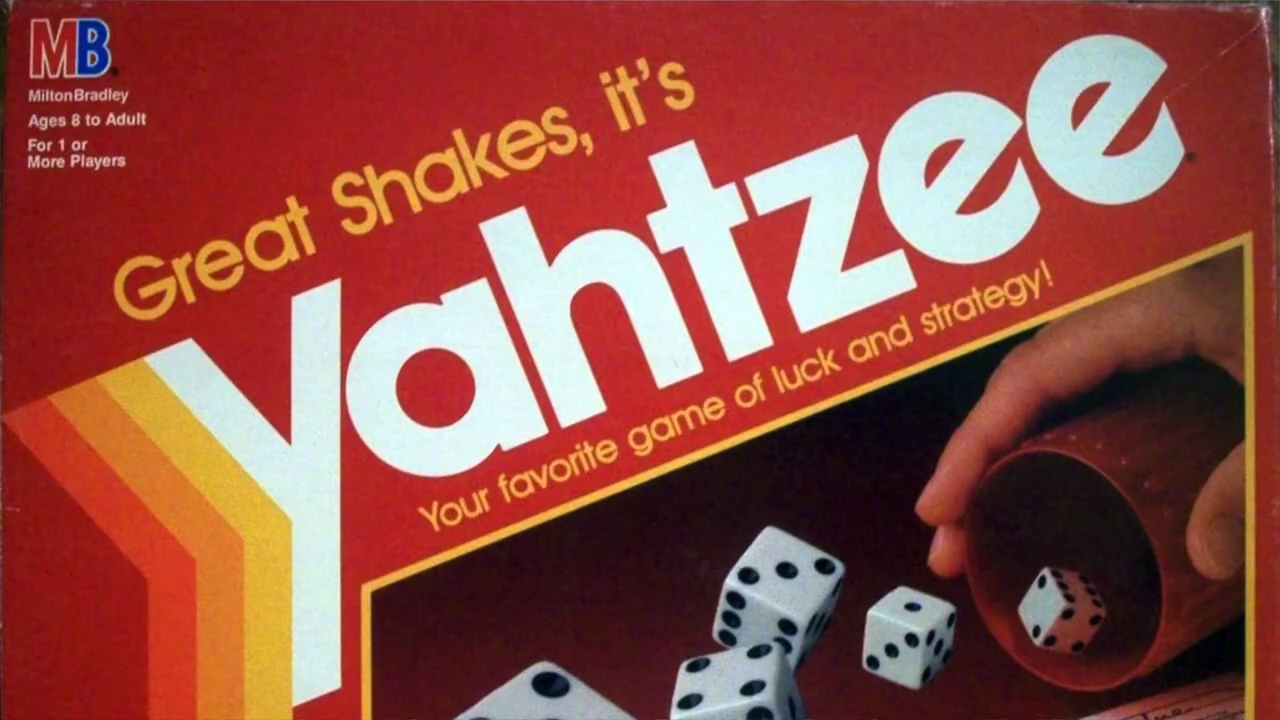 MB
MiltonBradley
Ages 8 to Adult
For 1 or
More Players
Great Shakes, it's
Yahtzee
Your favorite game of luck and strategy!